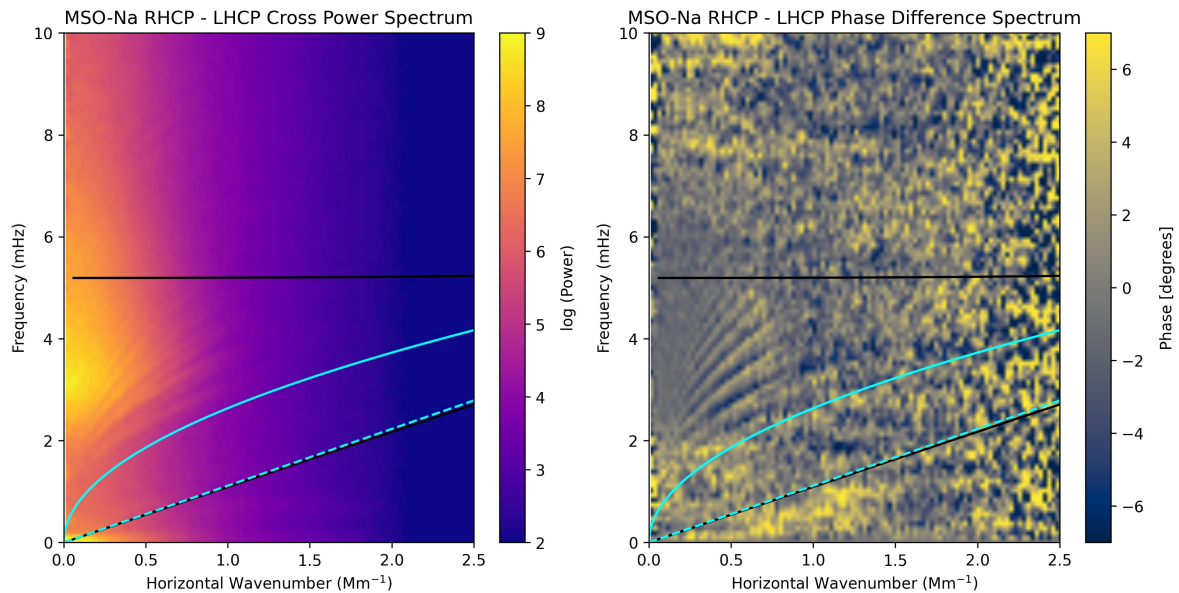 MSO-Na RHCP - LHCP Cross Power Spectrum
10
8
6
4
2
0
Frequency (mHz)
0.0 0.5 1.0 1.5 2.0 2.5
Horizontal Wavenumber (Mm⁻¹)
9
8
7
6
5
4
3
2
log (Power)
MSO-Na RHCP - LHCP Phase Difference Spectrum
10
8
6
4
2
0
Frequency (mHz)
0.0 0.5 1.0 1.5 2.0 2.5
Horizontal Wavenumber (Mm⁻¹)
6
4
2
0
−2
−4
−6
Phase [degrees]